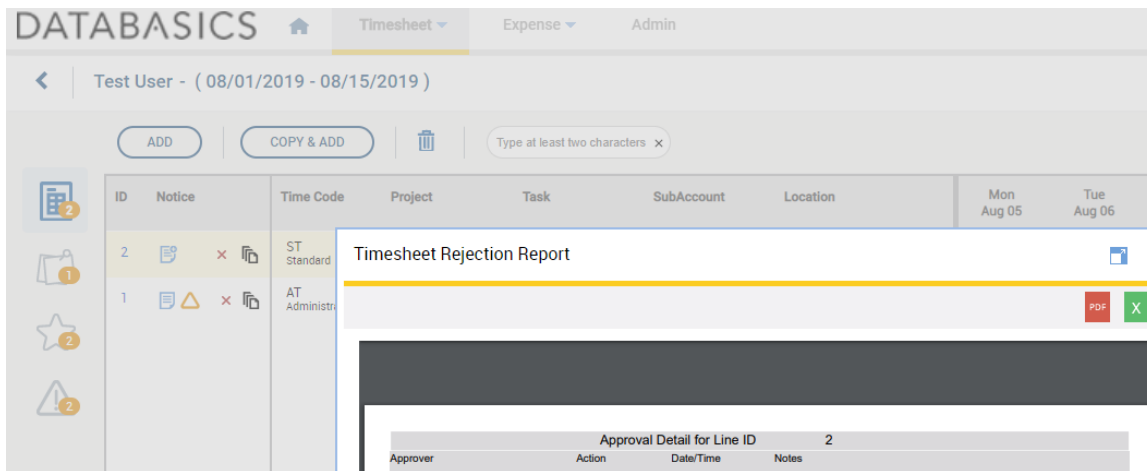 DATABASICS Timesheet Expense Admin
Test User - ( 08/01/2019 - 08/15/2019 )
ADD COPY & ADD Type at least two characters ×
2
ID Notice Time Code Project Task SubAccount Location Mon Tue
Aug 05 Aug 06
2 ST
Standard
1
1 AT
Administra
2
2
Timesheet Rejection Report
PDF X
Approval Detail for Line ID 2
Approver Action Date/Time Notes